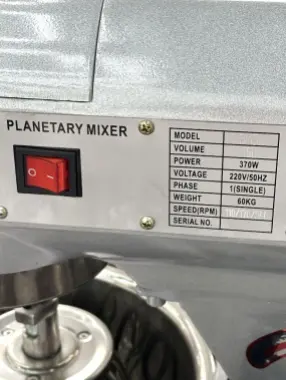 PLANETARY MIXER
MODEL
VOLUME
POWER 370W
VOLTAGE 220V/50HZ
PHASE 1(SINGLE)
WEIGHT 60KG
SPEED(RPM)
SERIAL NO.